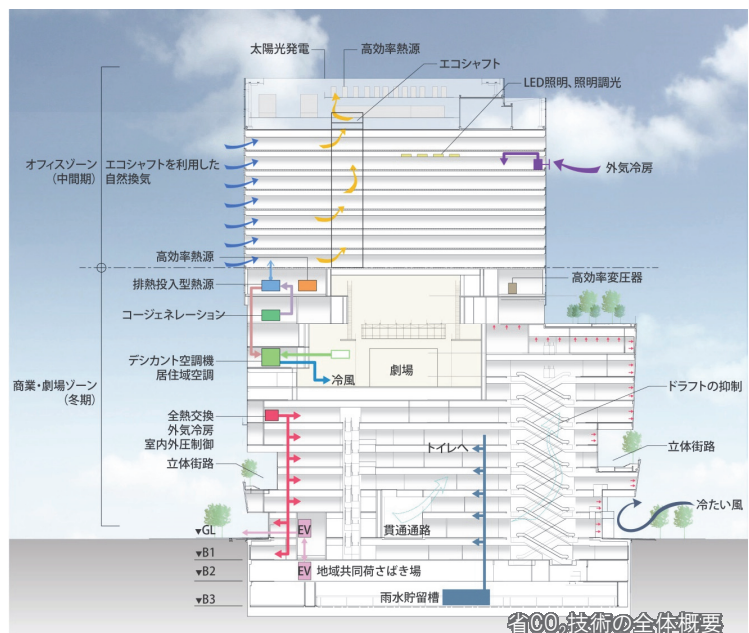 太陽光発電
高効率熱源
エコシャフト
LED照明、照明調光
オフィスゾーン
(中間期)
エコシャフトを利用した
自然換気
外気冷房
高効率熱源
排熱投入型熱源
高効率変圧器
コージェネレーション
デシカント空調機
居住域空調
冷風
劇場
商業・劇場ゾーン
(冬期)
ドラフトの抑制
全熱交換
外気冷房
室内外圧制御
立体街路
トイレへ
立体街路
貫通通路
冷たい風
▼GL
EV
▼B1
▼B2
EV
地域共同荷さばき場
▼B3
雨水貯留槽
省CO₂技術の全体概要